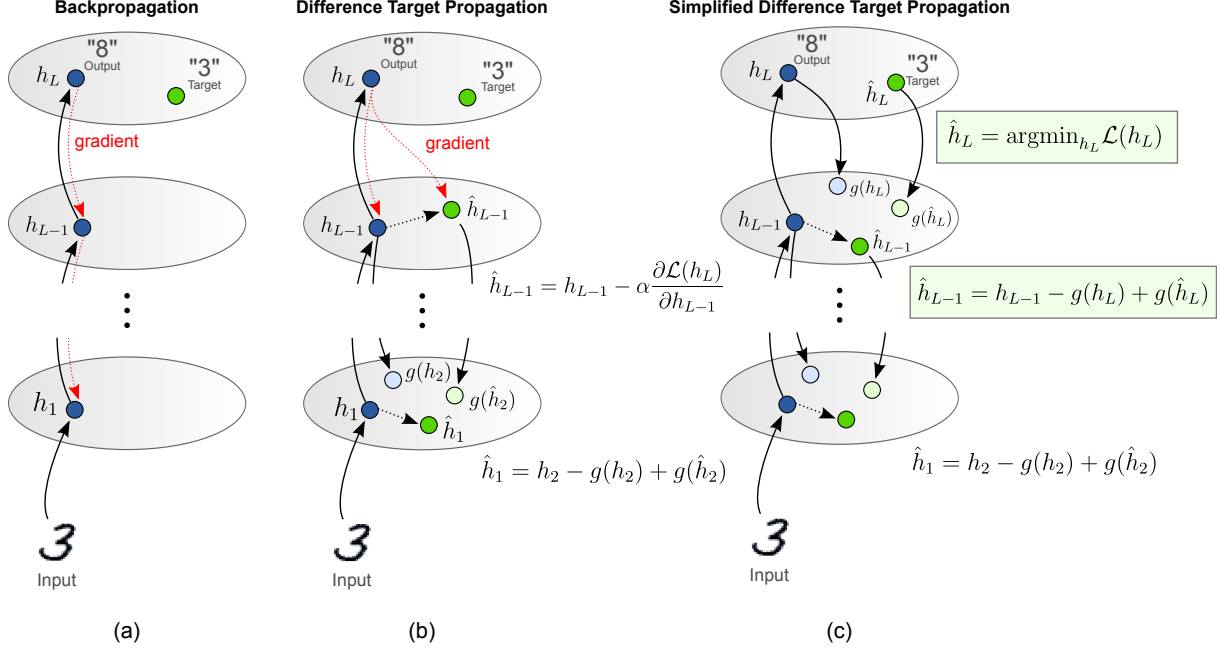 Backpropagation
"8"
Output
"3"
Target
h_L
gradient
h_{L-1}
h_1
3
Input
(a)
Difference Target Propagation
"8"
Output
"3"
Target
h_L
gradient
h_{L-1}
ĥ_{L-1}
ĥ_{L-1} = h_{L-1} − α ∂ℒ(h_L)/∂h_{L-1}
g(h_2)
g(ĥ_2)
h_1
ĥ_1
ĥ_1 = h_2 − g(h_2) + g(ĥ_2)
3
Input
(b)
Simplified Difference Target Propagation
"8"
Output
"3"
Target
h_L
ĥ_L
ĥ_L = argmin_{h_L} ℒ(h_L)
g(h_L)
g(ĥ_L)
h_{L-1}
ĥ_{L-1}
ĥ_{L-1} = h_{L-1} − g(h_L) + g(ĥ_L)
ĥ_1 = h_2 − g(h_2) + g(ĥ_2)
3
Input
(c)